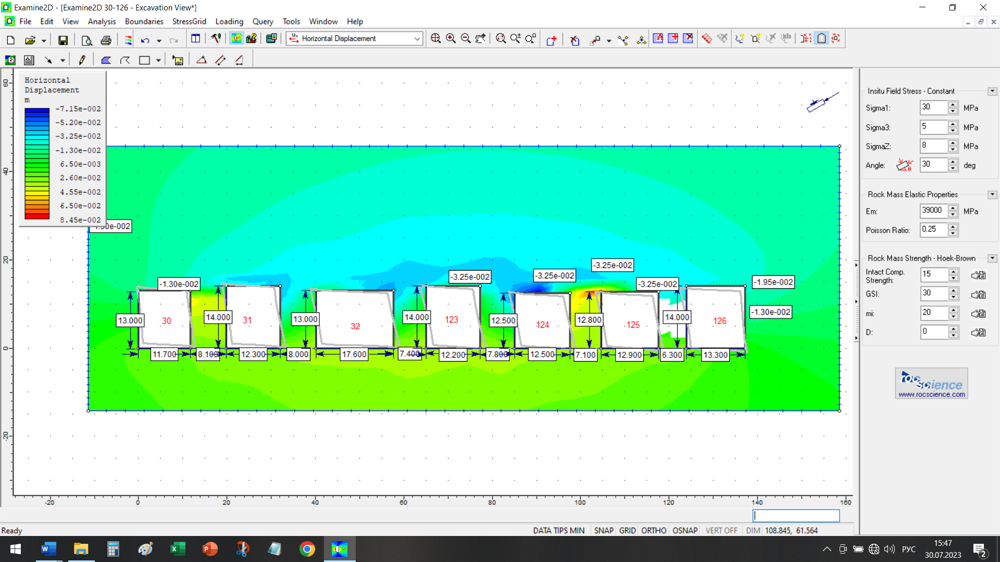 Examine2D - [Examine2D 30-126 - Excavation View*]
File Edit View Analysis Boundaries StressGrid Loading Query Tools Window Help
Horizontal Displacement
Horizontal
Displacement
m
-7.15e-002
-5.20e-002
-3.25e-002
-1.30e-002
6.50e-003
2.60e-002
4.55e-002
6.50e-002
8.45e-002
60
40
20
0
-20
-1.30e-002
-3.25e-002
-3.25e-002
-3.25e-002
-3.25e-002
-1.95e-002
-1.30e-002
13.000
30
14.000
31
13.000
32
14.000
123
12.500
124
12.800
125
14.000
126
11.700
8.100
12.300
8.000
17.600
7.400
12.200
7.800
12.500
7.100
12.900
6.300
13.300
-20 0 20 40 60 80 100 120 140 160
Insitu Field Stress - Constant
Sigma1: 30 MPa
Sigma3: 5 MPa
SigmaZ: 8 MPa
Angle: θ 30 deg
Rock Mass Elastic Properties
Em: 39000 MPa
Poisson Ratio: 0.25
Rock Mass Strength - Hoek-Brown
Intact Comp.
Strength: 15
GSI: 30
mi: 20
D: 0
rocscience
www.rocscience.com
Ready
DATA TIPS MIN SNAP GRID ORTHO OSNAP VERT OFF DIM 108.845, 61.564
РУС
15:47
30.07.2023
2